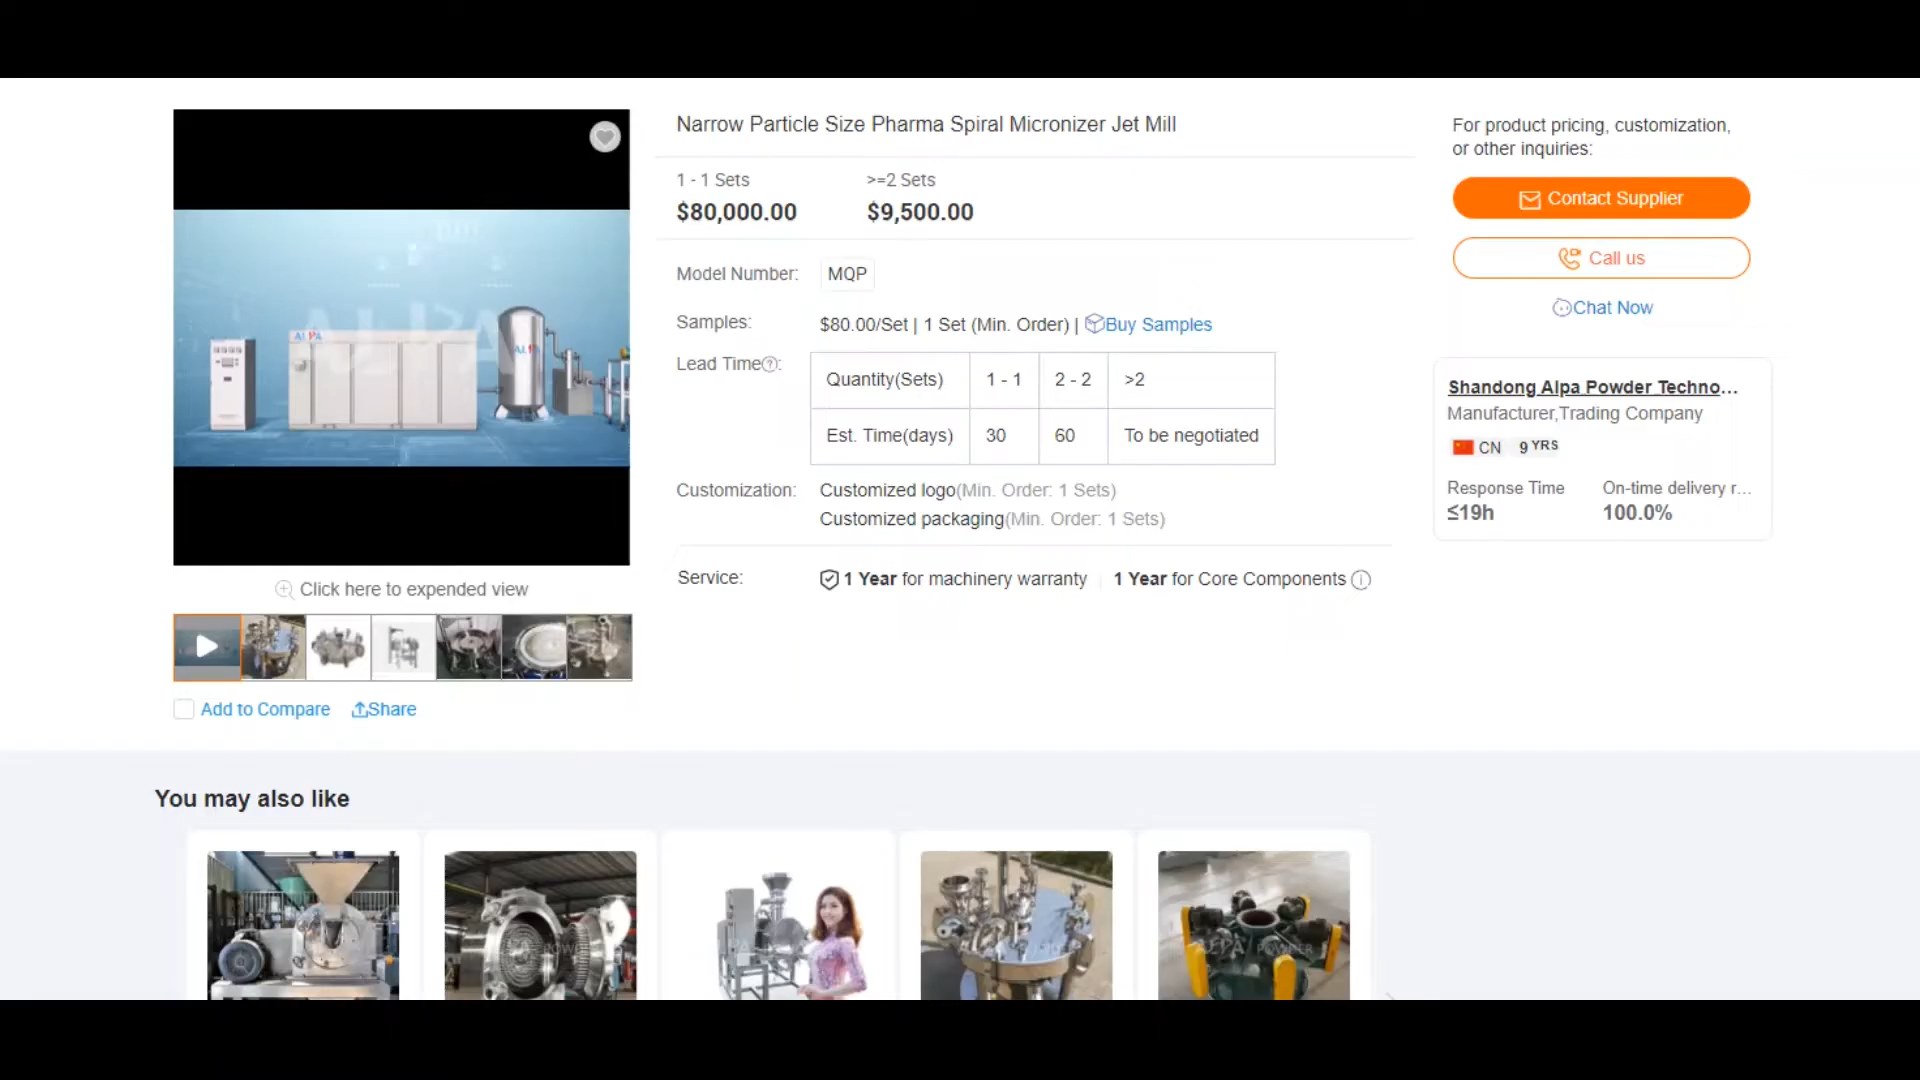 Narrow Particle Size Pharma Spiral Micronizer Jet Mill
1 - 1 Sets
>=2 Sets
$80,000.00
$9,500.00
Model Number:
MQP
Samples:
$80.00/Set | 1 Set (Min. Order) | Buy Samples
Lead Time?:
Quantity(Sets) 1 - 1 2 - 2 >2
Est. Time(days) 30 60 To be negotiated
Customization:
Customized logo(Min. Order: 1 Sets)
Customized packaging(Min. Order: 1 Sets)
Service:
1 Year for machinery warranty
1 Year for Core Components
For product pricing, customization,
or other inquiries:
Contact Supplier
Call us
Chat Now
Shandong Alpa Powder Techno...
Manufacturer,Trading Company
CN 9 YRS
Response Time
≤19h
On-time delivery r...
100.0%
ALPA
ALPA
Click here to expended view
Add to Compare
Share
You may also like
ALPA POWDER